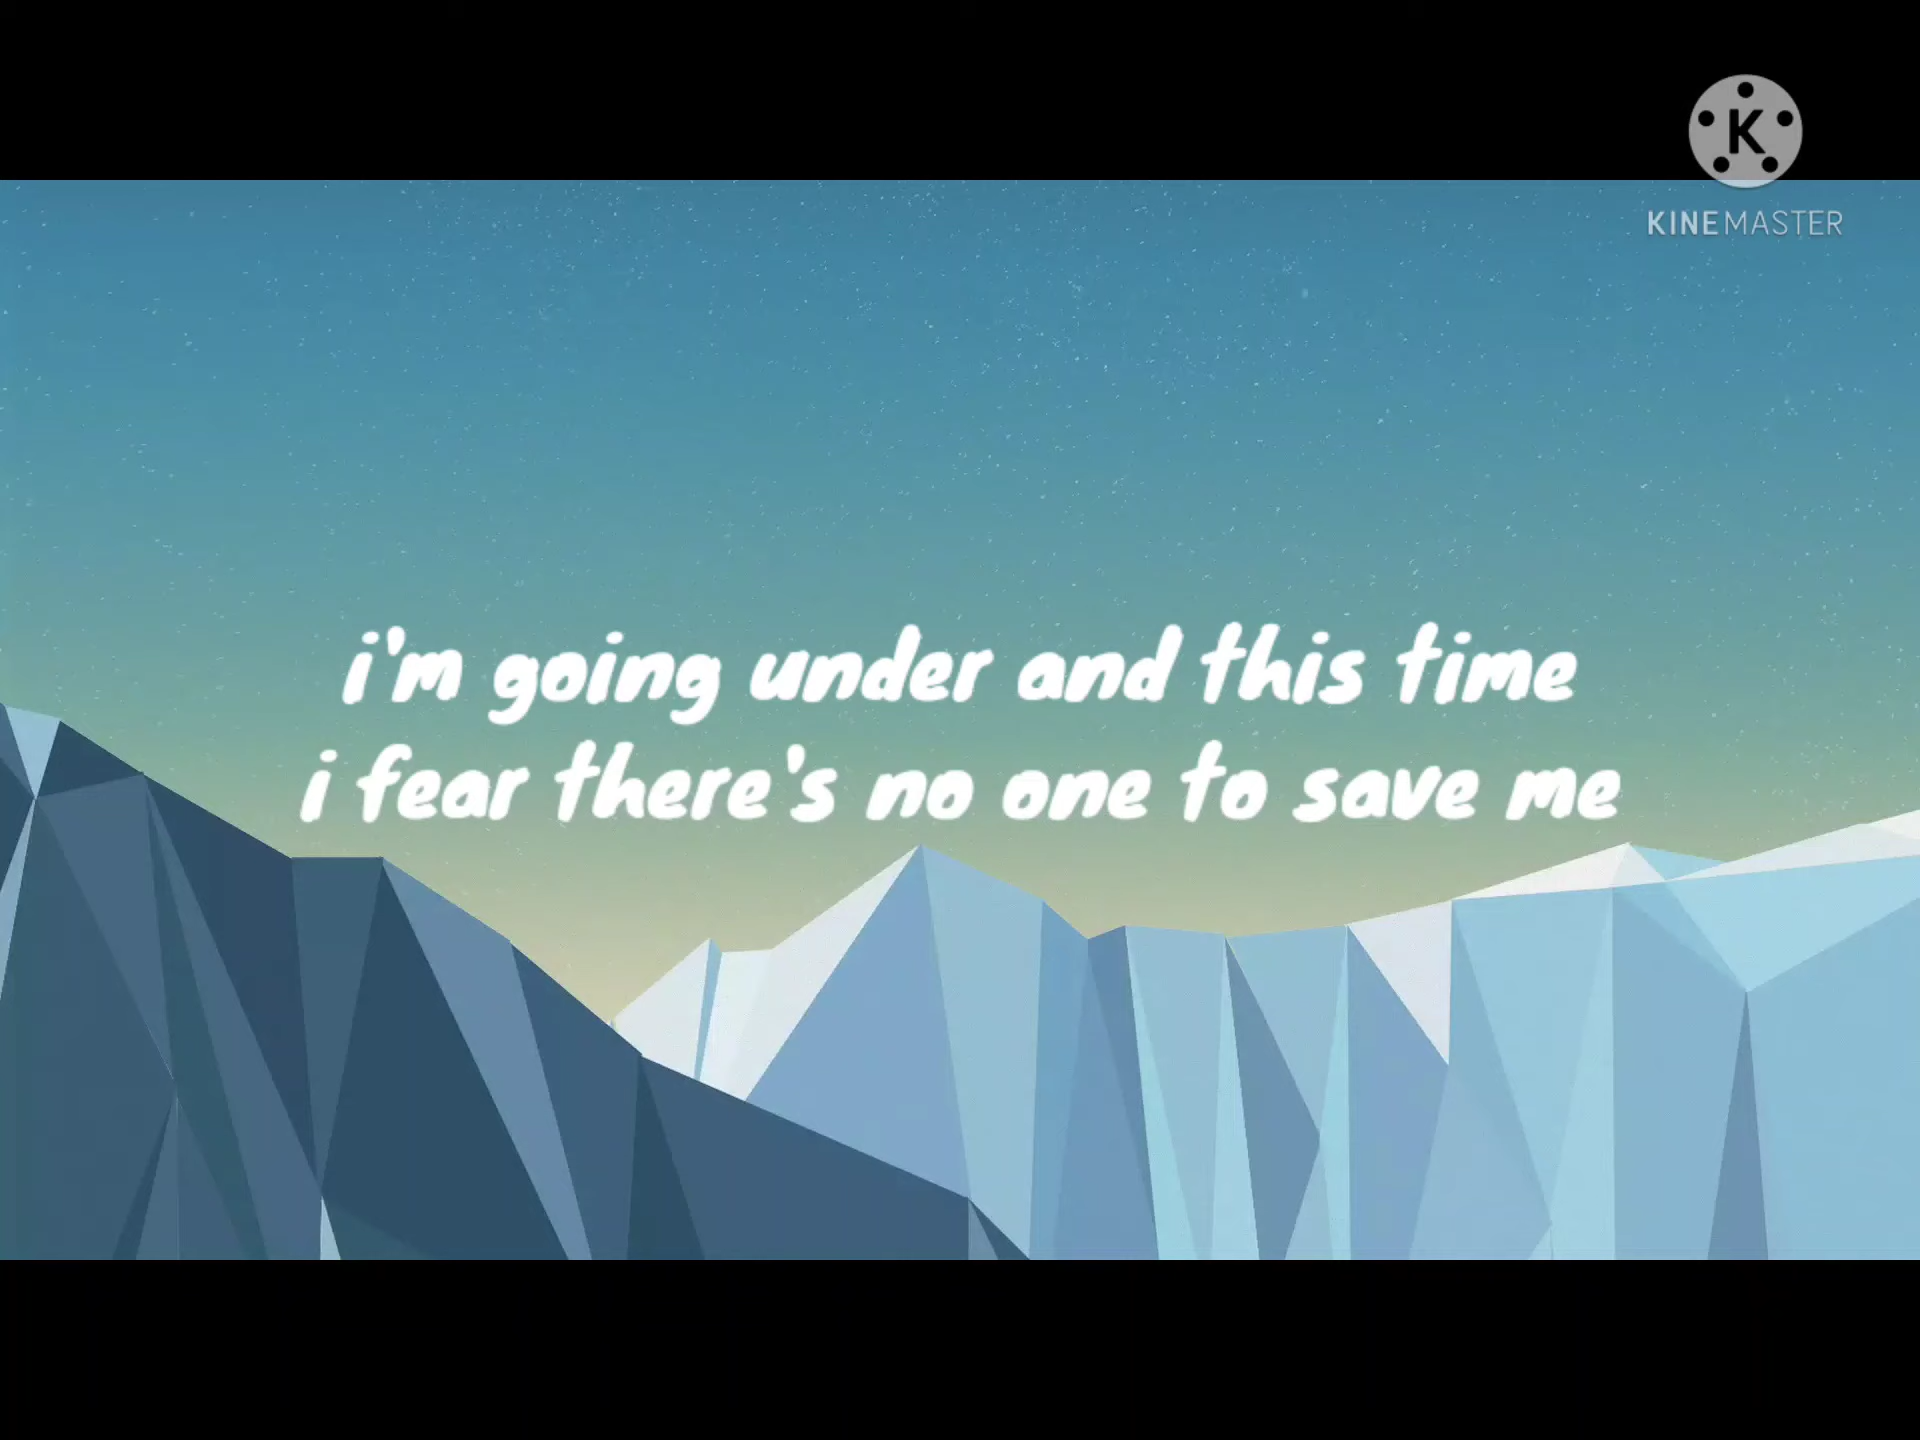 K
KINEMASTER
i'm going under and this time
i fear there's no one to save me